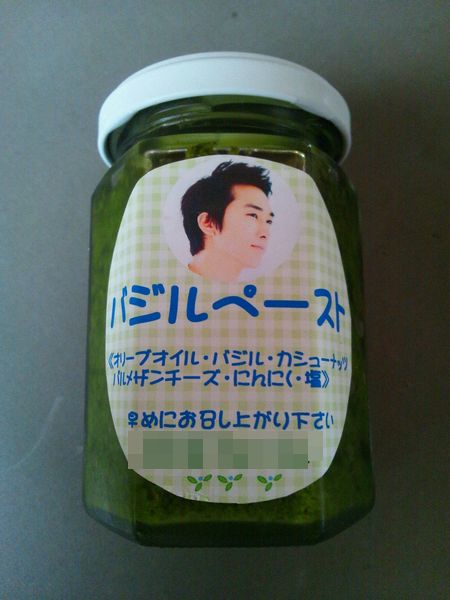 バジルペースト
《オリーブオイル・バジル・カシューナッツ
パルメザンチーズ・にんにく・塩》
早めにお召し上がり下さい